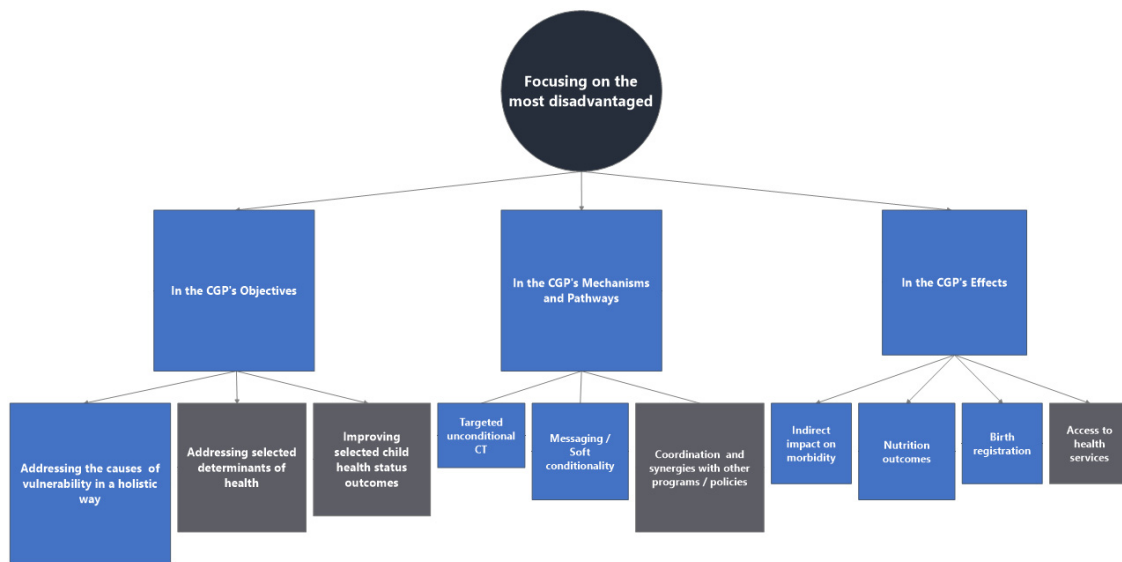 Focusing on the
most disadvantaged
In the CGP's Objectives
In the CGP's Mechanisms
and Pathways
In the CGP's Effects
Addressing the causes of
vulnerability in a holistic
way
Addressing selected
determinants of
health
Improving
selected child
health status
outcomes
Targeted
unconditional
CT
Messaging /
Soft
conditionality
Coordination and
synergies with other
programs / policies
Indirect
impact on
morbidity
Nutrition
outcomes
Birth
registration
Access to
health
services